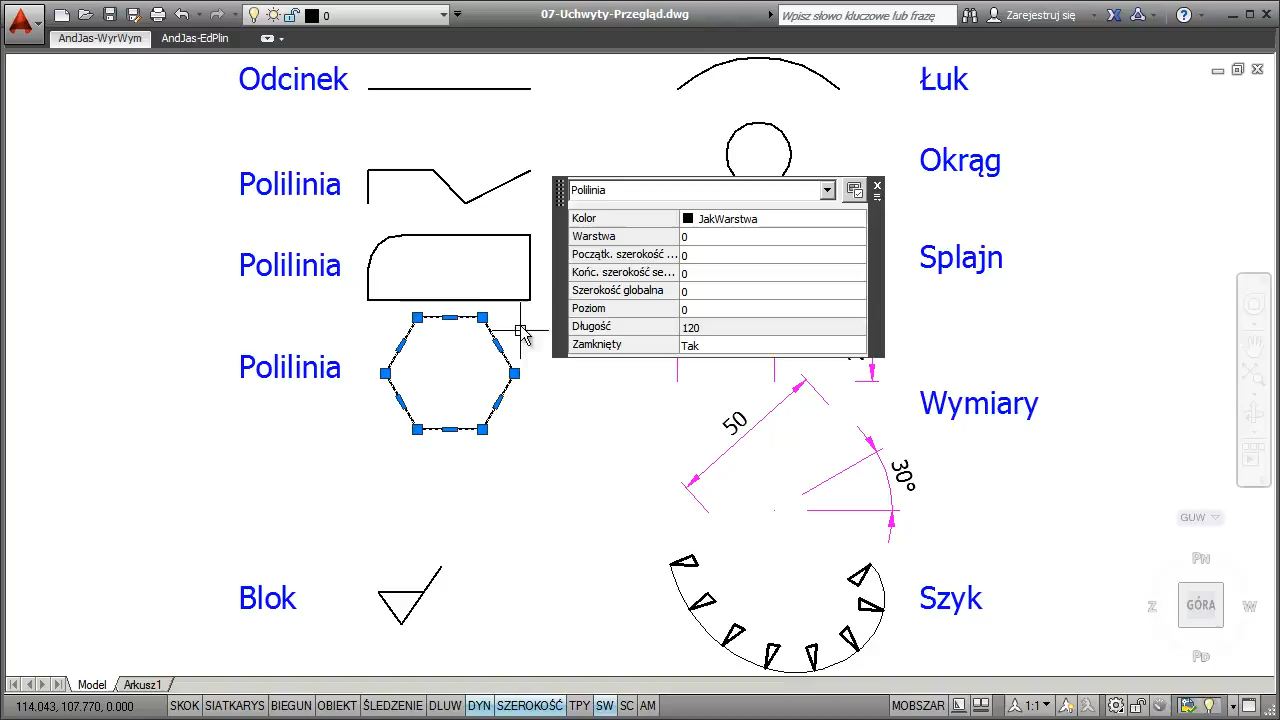 0
07-Uchwyty-Przegląd.dwg
Wpisz słowo kluczowe lub frazę
Zarejestruj się
AndJas-WyrWym
AndJas-EdPlin
Odcinek
Łuk
Polilinia
Okrąg
Polilinia
Splajn
Polilinia
Kolor JakWarstwa
Warstwa 0
Początk. szerokość ... 0
Końc. szerokość se... 0
Szerokość globalna 0
Poziom 0
Długość 120
Zamknięty Tak
Polilinia
Wymiary
50
30°
GUW
PN
Z
GÓRA
W
Pd
Blok
Szyk
Model
Arkusz1
114.043, 107.770, 0.000
SKOK SIATKARYS BIEGUN OBIEKT ŚLEDZENIE DLUW DYN SZEROKOŚĆ TPY SW SC AM
MOBSZAR
1:1